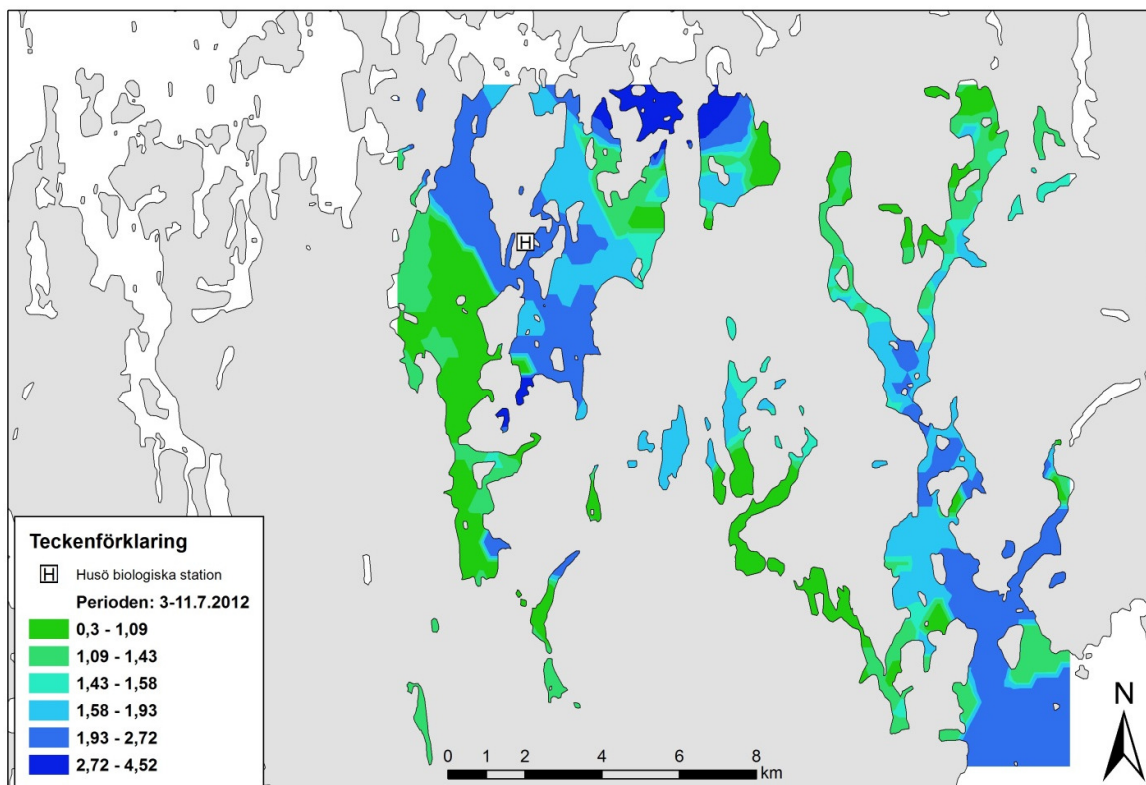 H
Teckenförklaring
H Husö biologiska station
Perioden: 3-11.7.2012
0,3 - 1,09
1,09 - 1,43
1,43 - 1,58
1,58 - 1,93
1,93 - 2,72
2,72 - 4,52
N
0 1 2 4 6 8
km